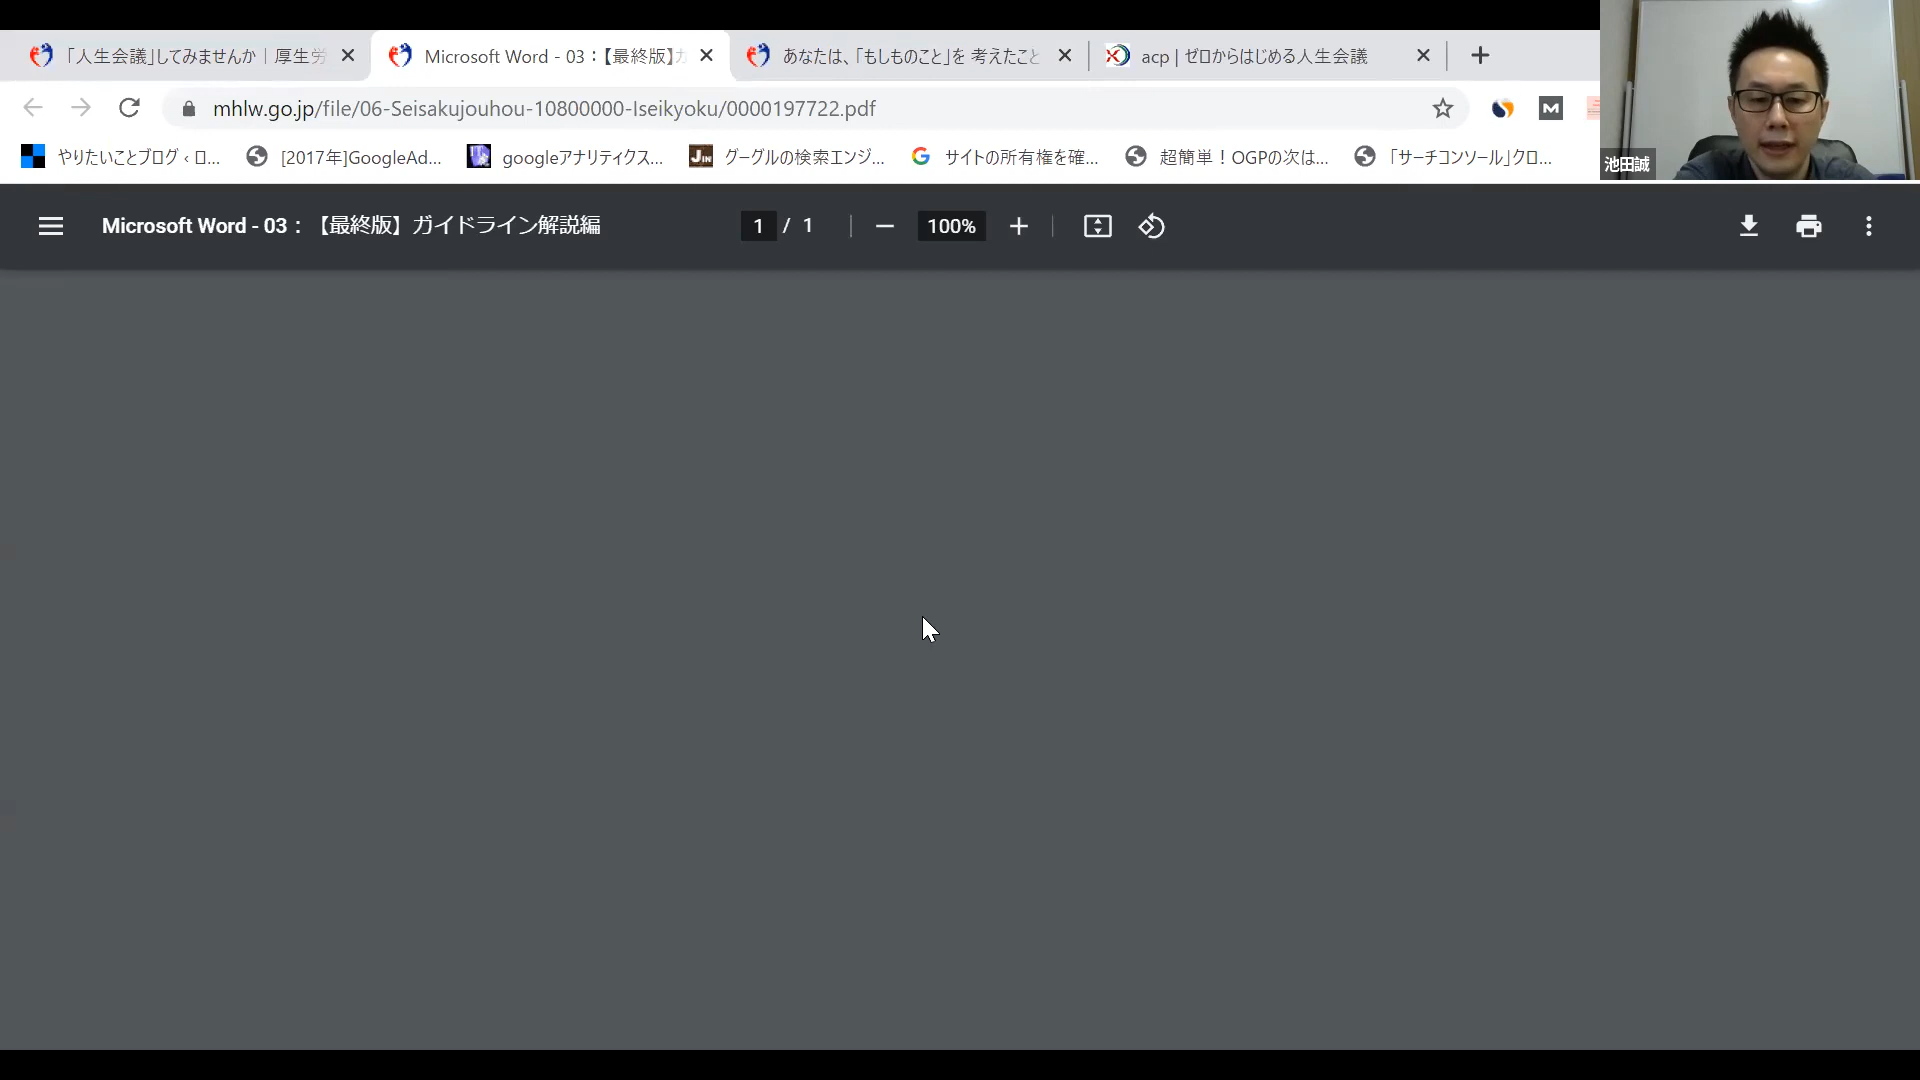 「人生会議」してみませんか｜厚生労
Microsoft Word - 03：【最終版】ガ
あなたは、「もしものこと」を 考えたこと
acp | ゼロからはじめる人生会議
mhlw.go.jp/file/06-Seisakujouhou-10800000-Iseikyoku/0000197722.pdf
やりたいことブログ ‹ ロ...
[2017年]GoogleAd...
googleアナリティクス...
JIN
グーグルの検索エンジ...
サイトの所有権を確...
超簡単！OGPの次は...
「サーチコンソール」クロ...
池田誠
Microsoft Word - 03：【最終版】ガイドライン解説編
1 / 1
100%